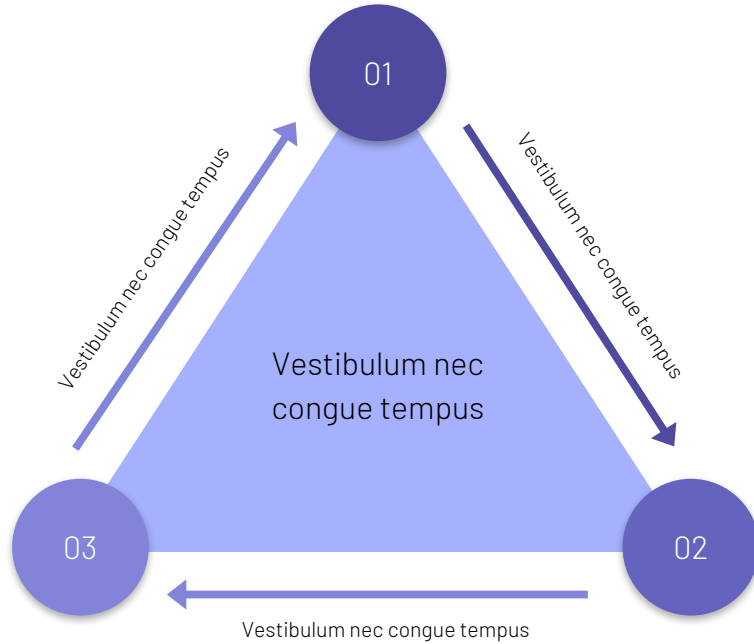 01
Vestibulum nec congue tempus
Vestibulum nec congue tempus
Vestibulum nec
congue tempus
03
02
Vestibulum nec congue tempus